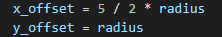 x_offset = 5 / 2 * radius
y_offset = radius